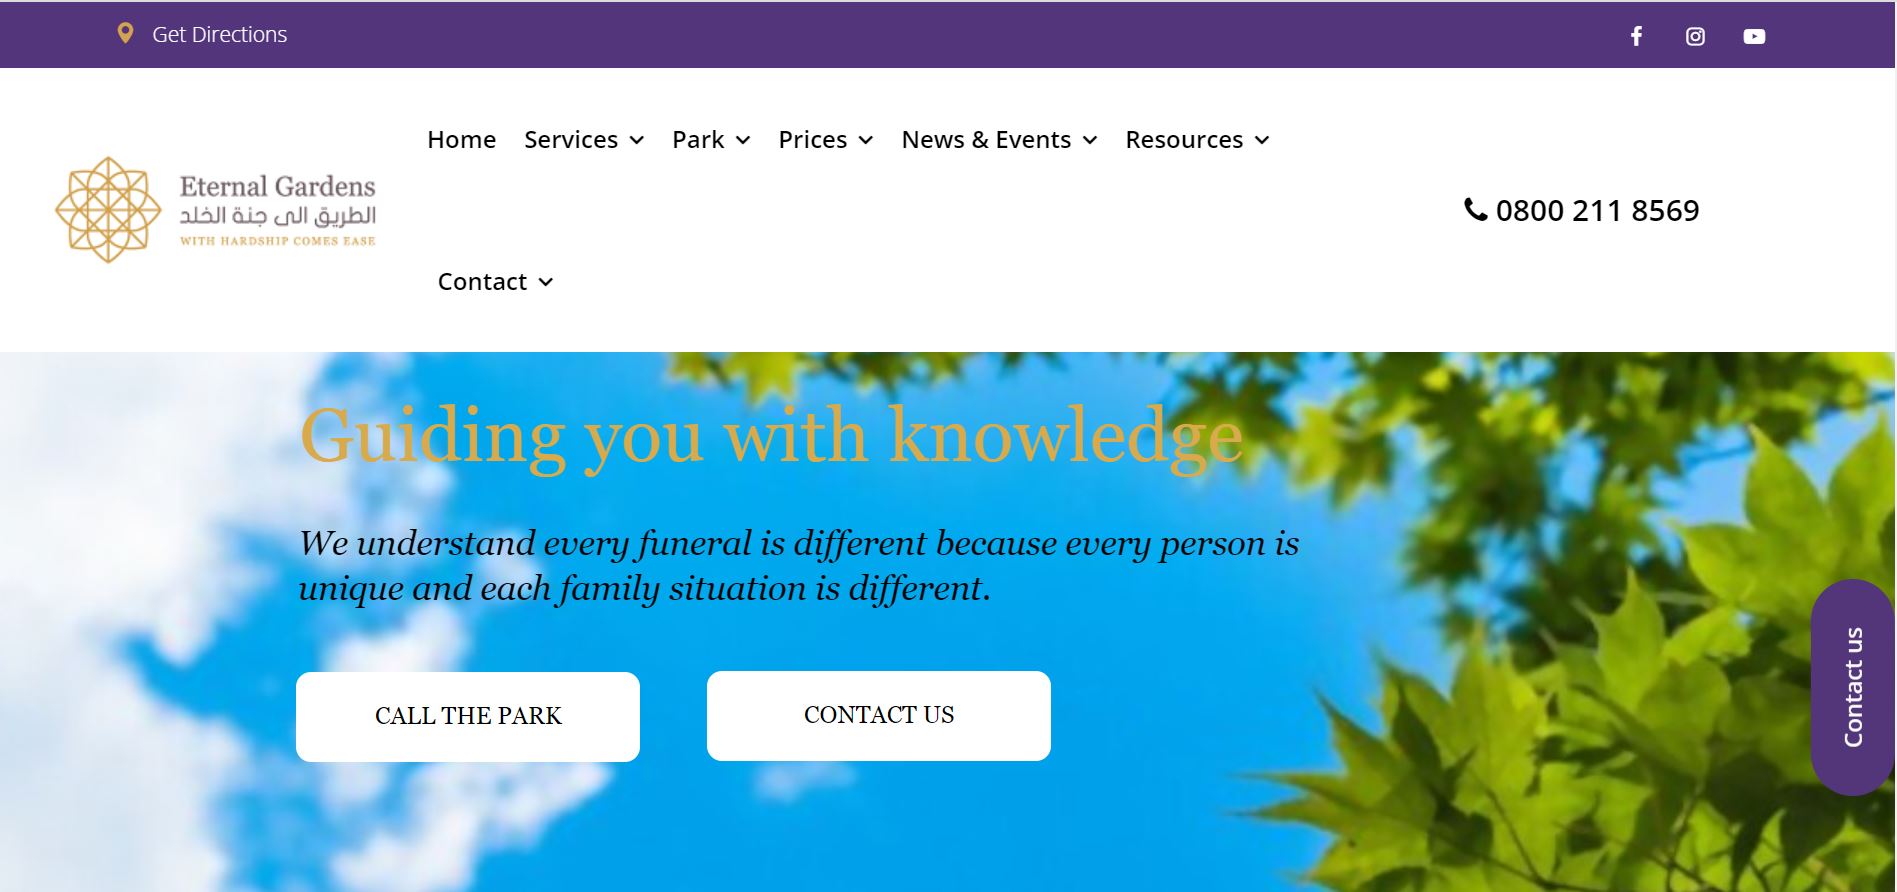 Get Directions
Home Services Park Prices News & Events Resources
Eternal Gardens
الطريق الى جنة الخلد
WITH HARDSHIP COMES EASE
0800 211 8569
Contact
Guiding you with knowledge
We understand every funeral is different because every person is
unique and each family situation is different.
CALL THE PARK
CONTACT US
Contact us